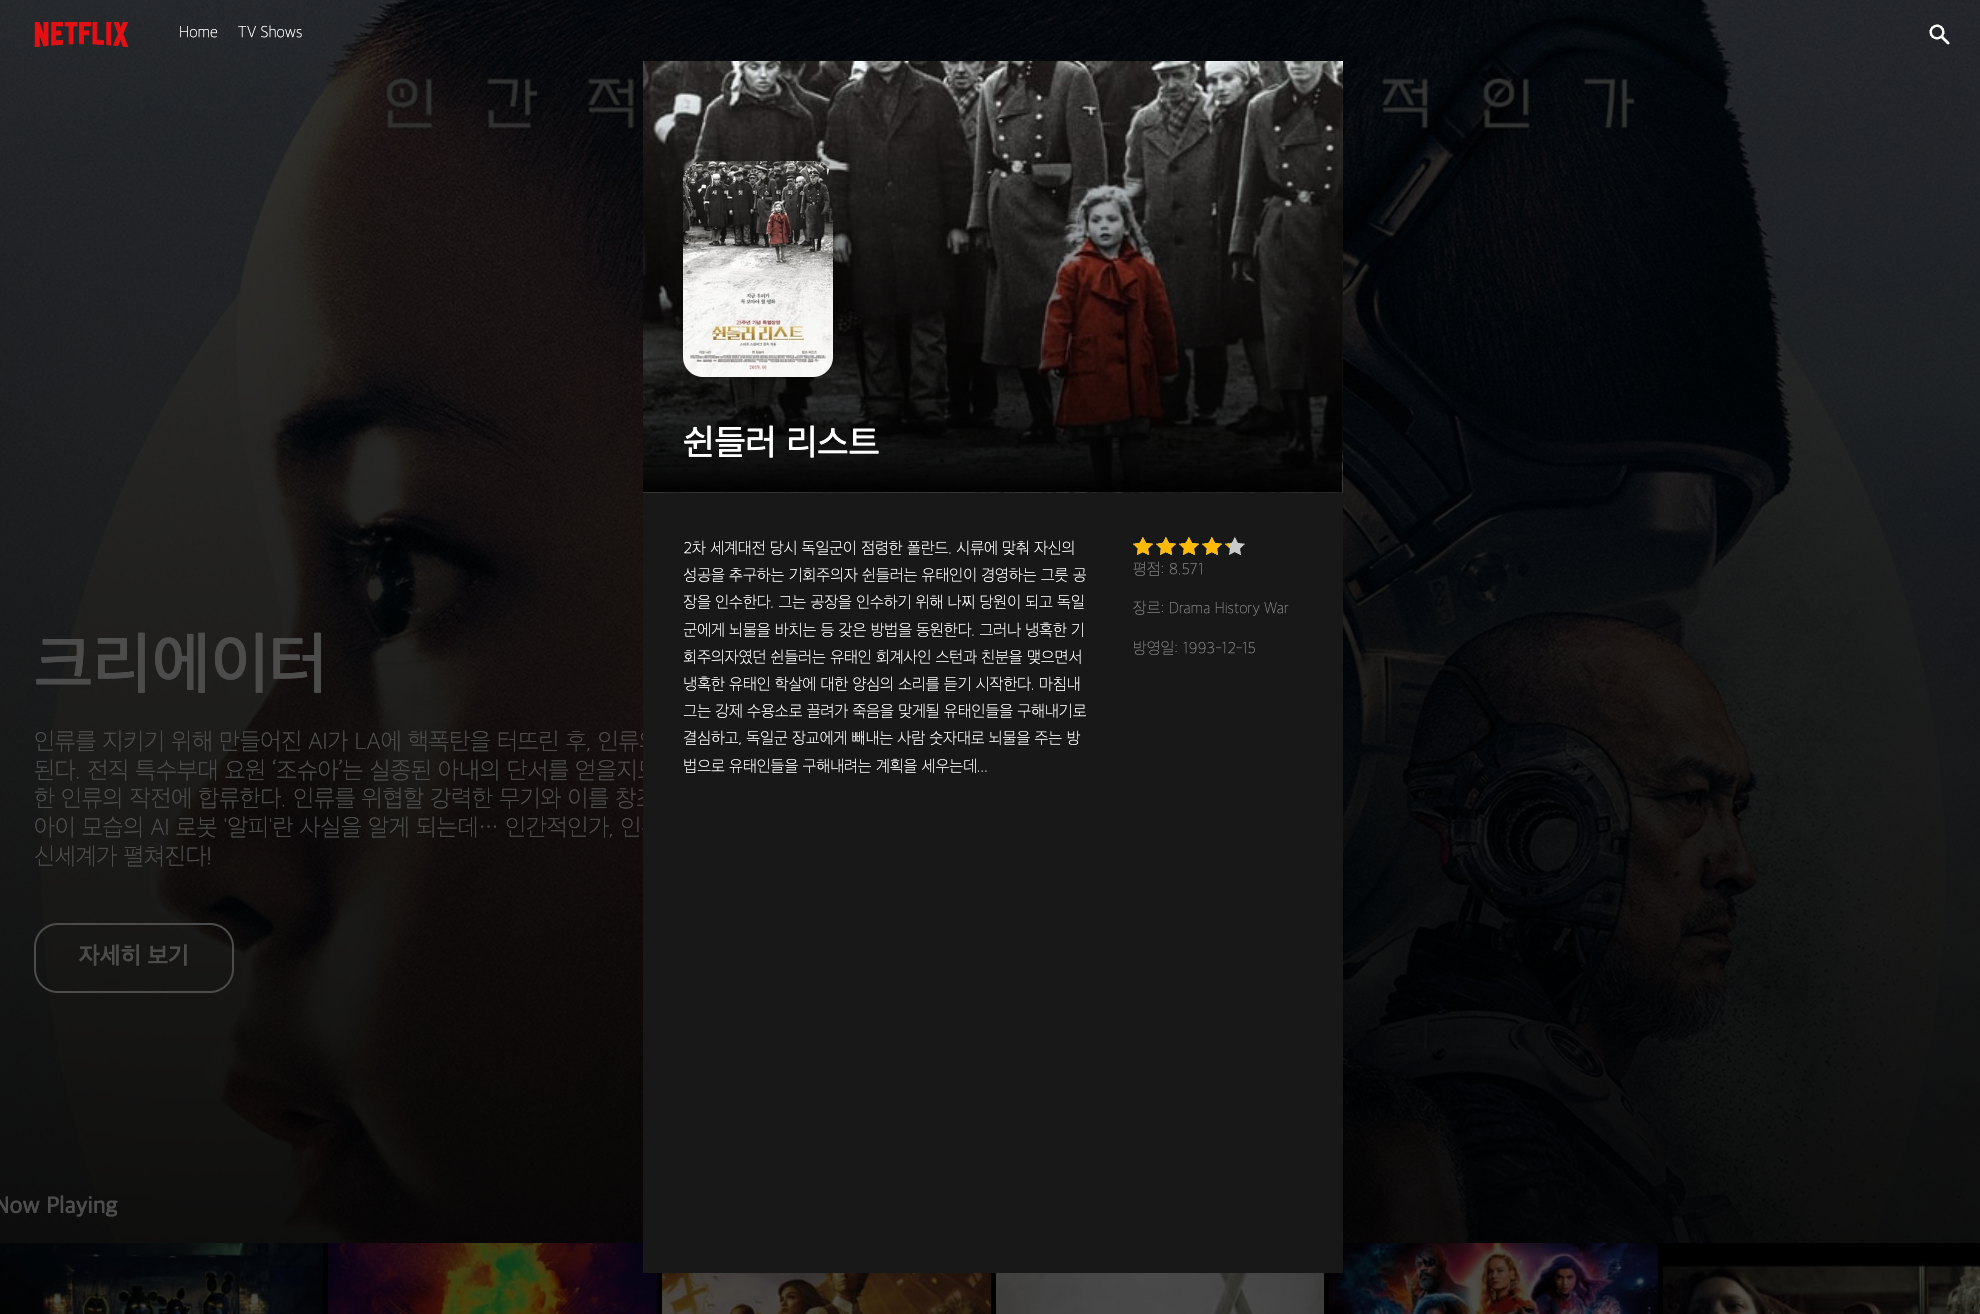 NETFLIX
Home
TV Shows
인 간 적
적 인 가
쉰들러 리스트
쉰들러 리스트
2차 세계대전 당시 독일군이 점령한 폴란드. 시류에 맞춰 자신의
성공을 추구하는 기회주의자 쉰들러는 유태인이 경영하는 그릇 공
장을 인수한다. 그는 공장을 인수하기 위해 나찌 당원이 되고 독일
군에게 뇌물을 바치는 등 갖은 방법을 동원한다. 그러나 냉혹한 기
회주의자였던 쉰들러는 유태인 회계사인 스턴과 친분을 맺으면서
냉혹한 유태인 학살에 대한 양심의 소리를 듣기 시작한다. 마침내
그는 강제 수용소로 끌려가 죽음을 맞게될 유태인들을 구해내기로
결심하고, 독일군 장교에게 빼내는 사람 숫자대로 뇌물을 주는 방
법으로 유태인들을 구해내려는 계획을 세우는데...
평점: 8.571
장르: Drama History War
방영일: 1993-12-15
크리에이터
인류를 지키기 위해 만들어진 AI가 LA에 핵폭탄을 터뜨린 후, 인류
된다. 전직 특수부대 요원 ‘조슈아’는 실종된 아내의 단서를 얻을지
한 인류의 작전에 합류한다. 인류를 위협할 강력한 무기와 이를 창
아이 모습의 AI 로봇 '알피'란 사실을 알게 되는데… 인간적인가, 인
신세계가 펼쳐진다!
자세히 보기
Now Playing